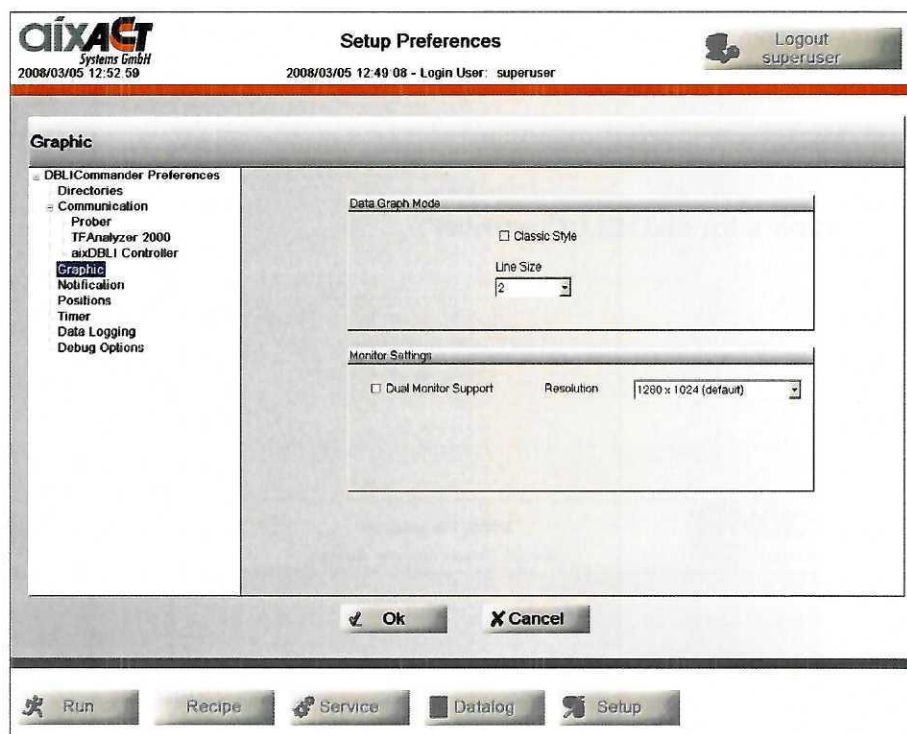 aixACT
Systems GmbH
2008/03/05 12:52:59
Setup Preferences
2008/03/05 12:49:08 - Login User: superuser
Logout
superuser
Graphic
DBLICommander Preferences
Directories
Communication
Prober
TFAnalyzer 2000
aixDBLI Controller
Graphic
Notification
Positions
Timer
Data Logging
Debug Options
Data Graph Mode
Classic Style
Line Size
2
Monitor Settings
Dual Monitor Support
Resolution
1280 x 1024 (default)
Ok
Cancel
Run
Recipe
Service
Datalog
Setup